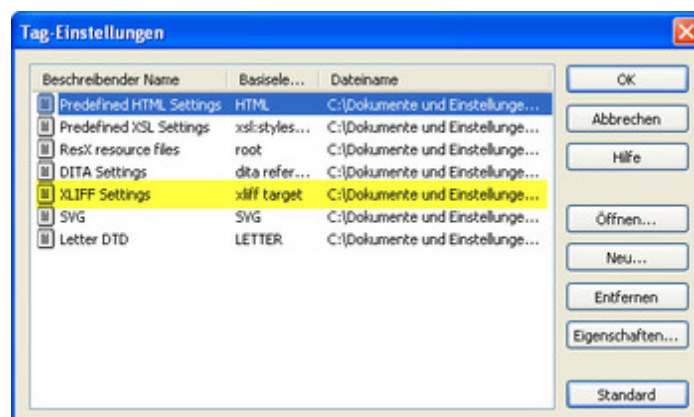 Tag-Einstellungen
Beschreibender Name Basisele... Dateiname
Predefined HTML Settings HTML C:\Dokumente und Einstellunge...
Predefined XSL Settings xsl:styles... C:\Dokumente und Einstellunge...
ResX resource files root C:\Dokumente und Einstellunge...
DITA Settings dita refer... C:\Dokumente und Einstellunge...
XLIFF Settings xliff target C:\Dokumente und Einstellunge...
SVG SVG C:\Dokumente und Einstellunge...
Letter DTD LETTER C:\Dokumente und Einstellunge...
OK
Abbrechen
Hilfe
Öffnen...
Neu...
Entfernen
Eigenschaften...
Standard